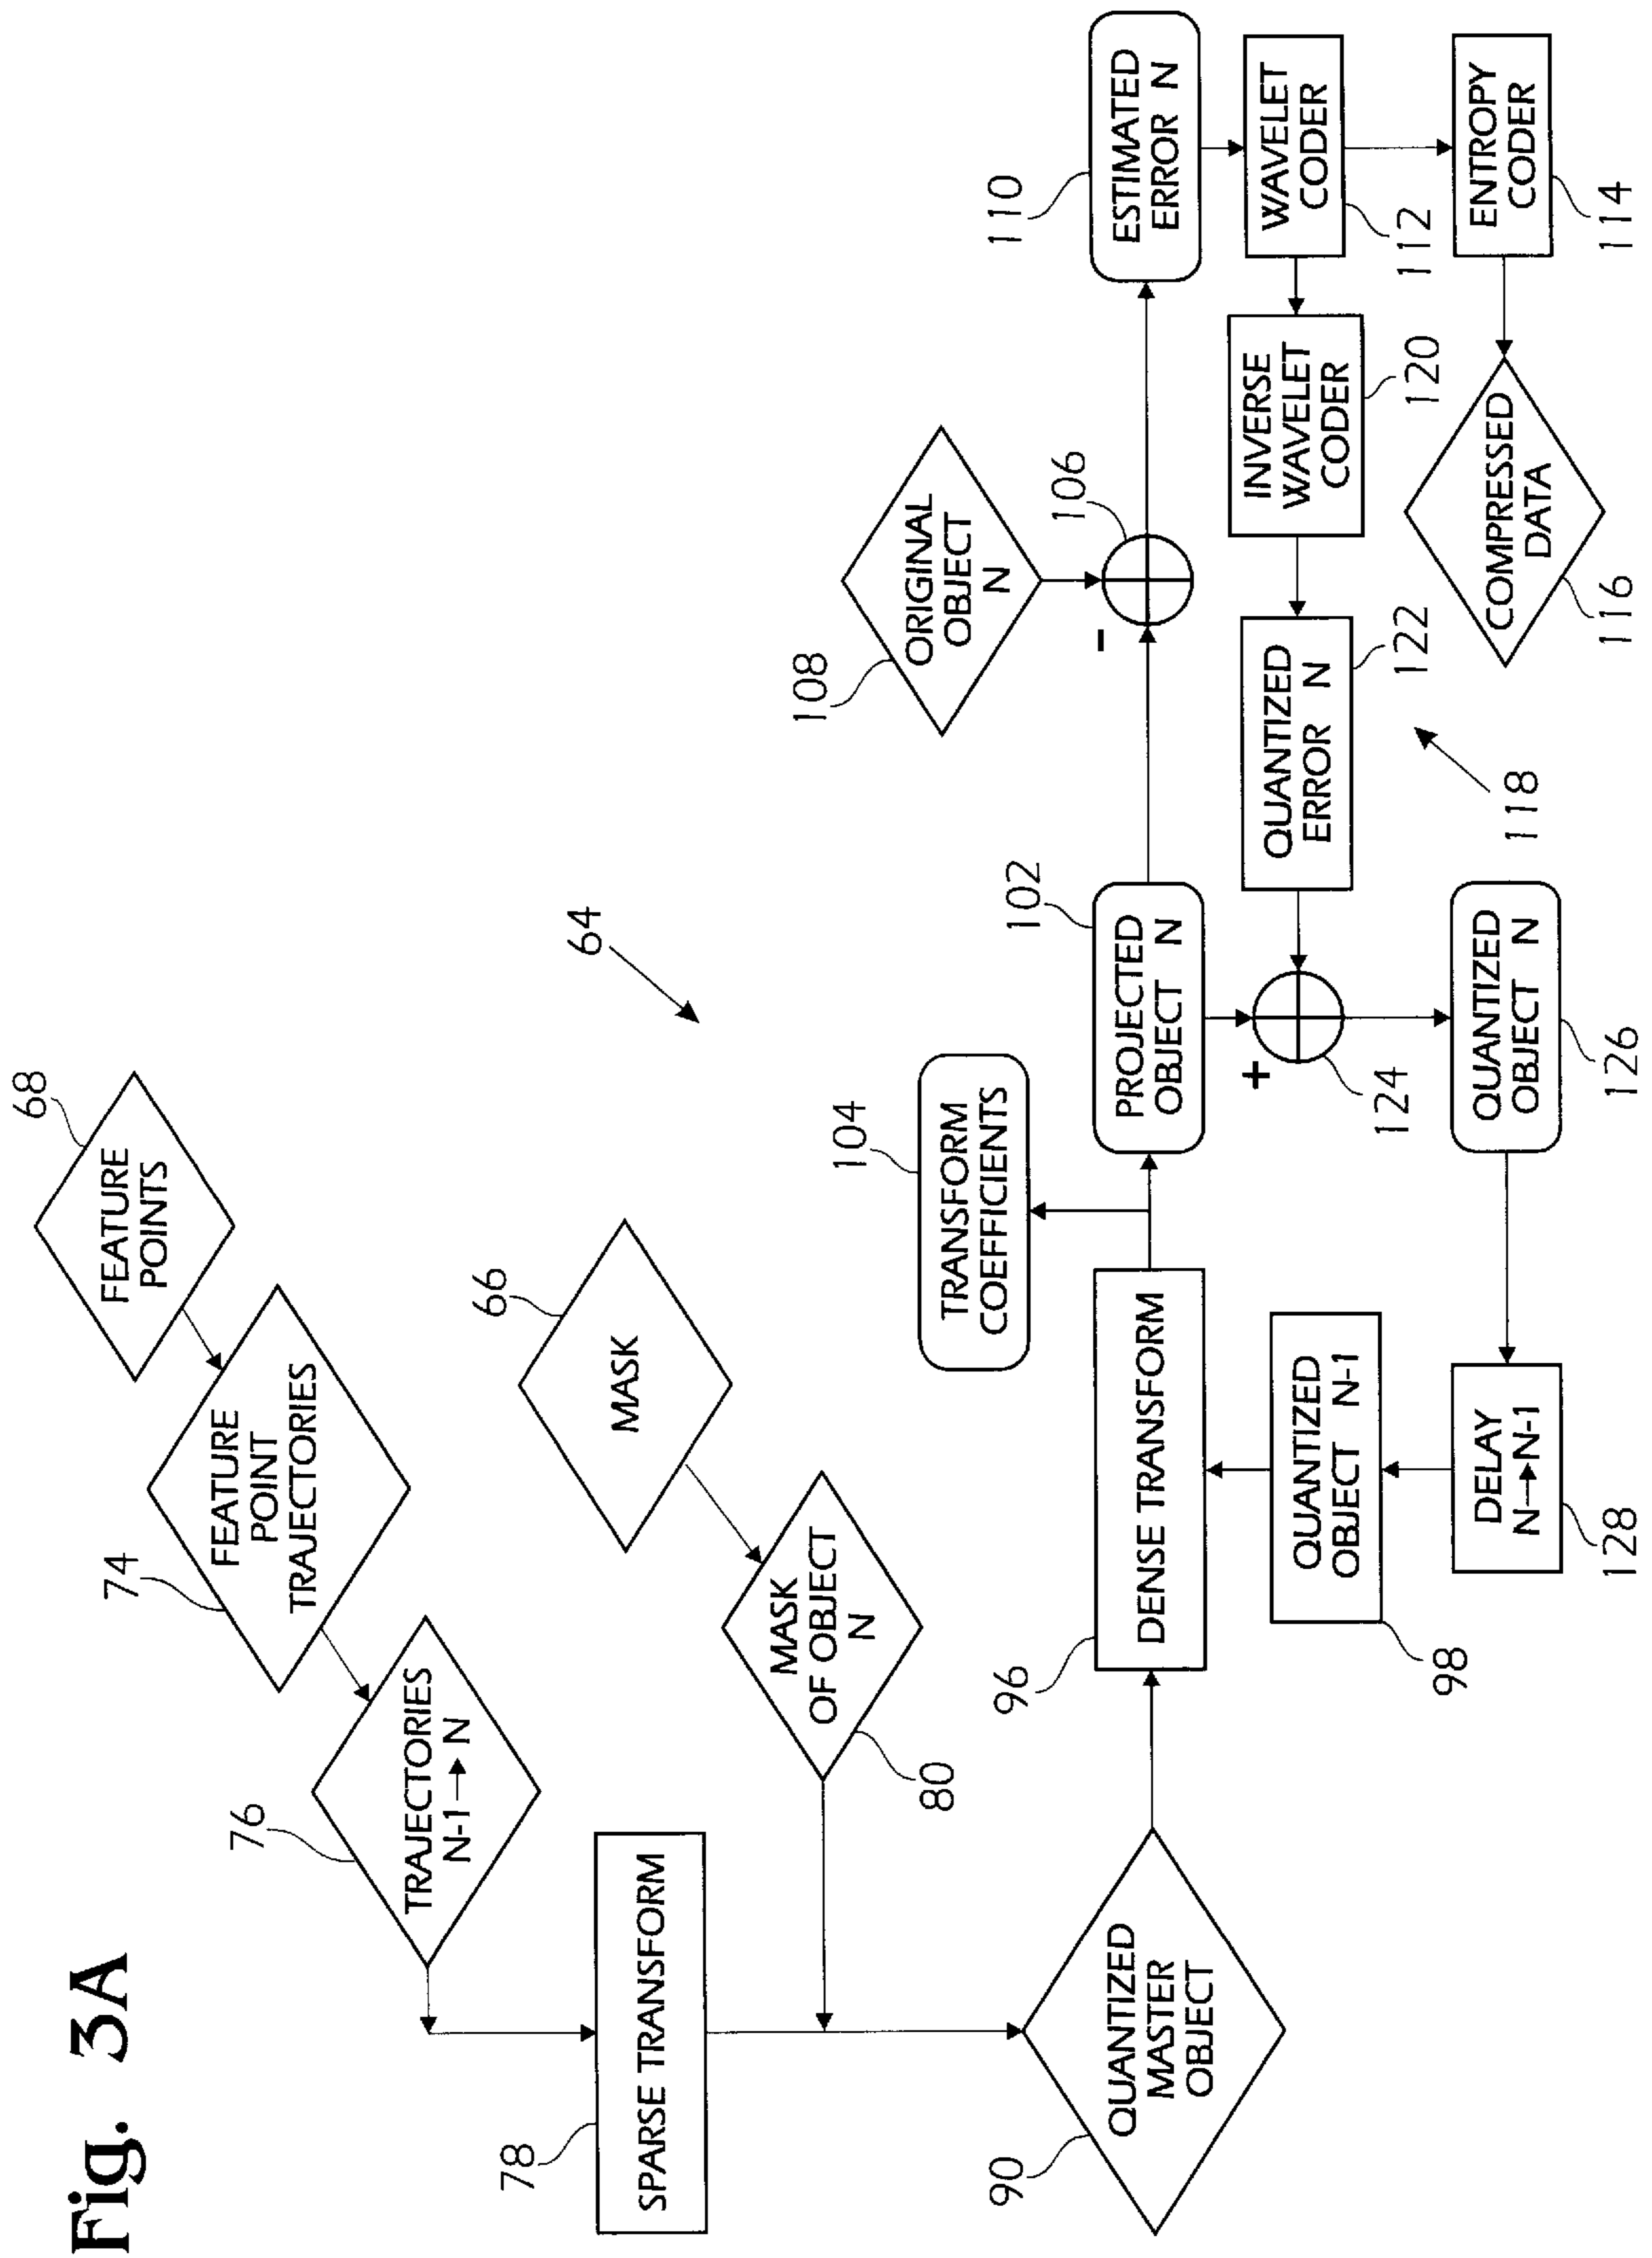 Fig. 3A
68
FEATURE
POINTS
74
FEATURE
POINT
TRAJECTORIES
76
TRAJECTORIES
N-1→N
78
SPARSE TRANSFORM
66
MASK
MASK
OF OBJECT
N
80
64
90
QUANTIZED
MASTER
OBJECT
96
DENSE TRANSFORM
104
TRANSFORM
COEFFICIENTS
102
PROJECTED
OBJECT N
108
ORIGINAL
OBJECT
N
106
-
110
ESTIMATED
ERROR N
WAVELET
CODER
112
ENTROPY
CODER
114
INVERSE
WAVELET
CODER
120
COMPRESSED
DATA
116
QUANTIZED
ERROR N
122
118
+
124
QUANTIZED
OBJECT N
126
QUANTIZED
OBJECT N-1
98
DELAY
N→N-1
128